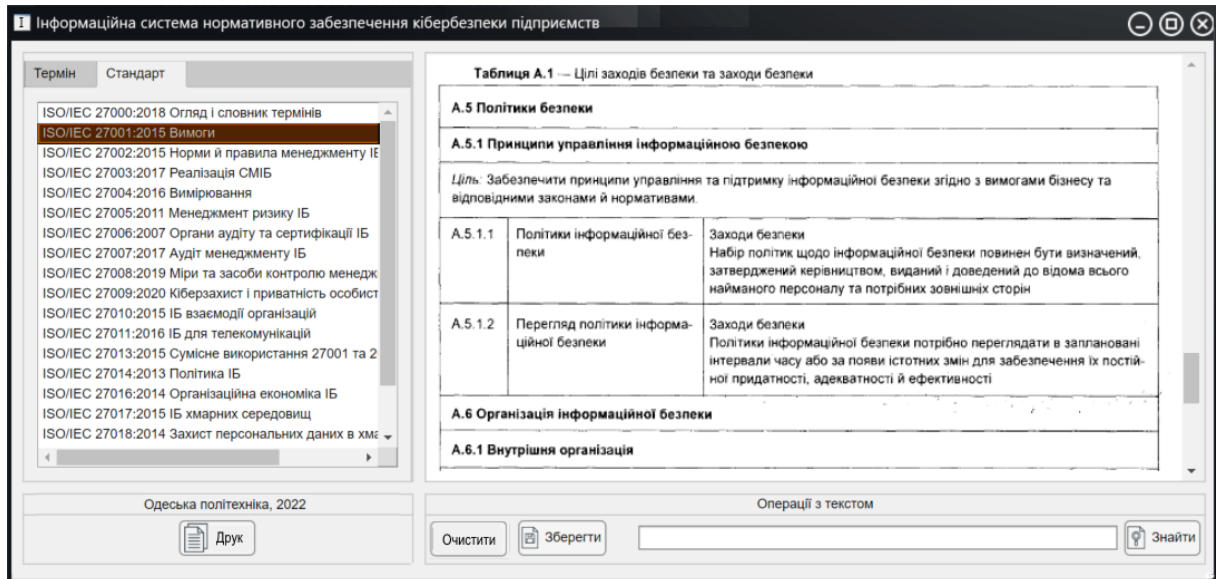 Інформаційна система нормативного забезпечення кібербезпеки підприємств
Термін
Стандарт
ISO/IEC 27000:2018 Огляд і словник термінів
ISO/IEC 27001:2015 Вимоги
ISO/IEC 27002:2015 Норми й правила менеджменту ІБ
ISO/IEC 27003:2017 Реалізація СМІБ
ISO/IEC 27004:2016 Вимірювання
ISO/IEC 27005:2011 Менеджмент ризику ІБ
ISO/IEC 27006:2007 Органи аудіту та сертифікації ІБ
ISO/IEC 27007:2017 Аудіт менеджменту ІБ
ISO/IEC 27008:2019 Міри та засоби контролю менедж
ISO/IEC 27009:2020 Кіберзахист і приватність особист
ISO/IEC 27010:2015 ІБ взаємодії організацій
ISO/IEC 27011:2016 ІБ для телекомунікацій
ISO/IEC 27013:2015 Сумісне використання 27001 та 2
ISO/IEC 27014:2013 Політика ІБ
ISO/IEC 27016:2014 Організаційна економіка ІБ
ISO/IEC 27017:2015 ІБ хмарних середовищ
ISO/IEC 27018:2014 Захист персональних даних в хма
Одеська політехніка, 2022
Друк
Таблиця А.1 — Цілі заходів безпеки та заходи безпеки
А.5 Політики безпеки
А.5.1 Принципи управління інформаційною безпекою
Ціль: Забезпечити принципи управління та підтримку інформаційної безпеки згідно з вимогами бізнесу та
відповідними законами й нормативами.
А.5.1.1
Політики інформаційної без-
пеки
Заходи безпеки
Набір політик щодо інформаційної безпеки повинен бути визначений,
затверджений керівництвом, виданий і доведений до відома всього
найманого персоналу та потрібних зовнішніх сторін
А.5.1.2
Перегляд політики інформа-
ційної безпеки
Заходи безпеки
Політики інформаційної безпеки потрібно переглядати в заплановані
інтервали часу або за появи істотних змін для забезпечення їх постій-
ної придатності, адекватності й ефективності
А.6 Організація інформаційної безпеки
А.6.1 Внутрішня організація
Операції з текстом
Очистити
Зберегти
Знайти